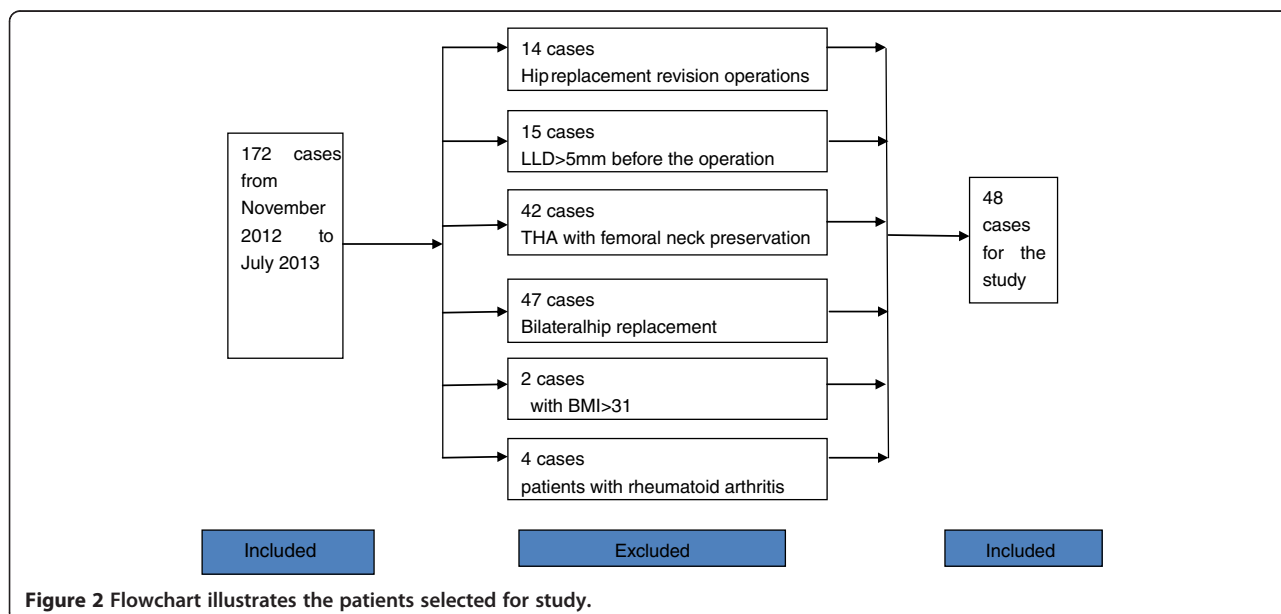 172 cases
from
November
2012 to
July 2013
14 cases
Hip replacement revision operations
15 cases
LLD>5mm before the operation
42 cases
THA with femoral neck preservation
47 cases
Bilateralhip replacement
2 cases
with BMI>31
4 cases
patients with rheumatoid arthritis
48
cases
for the
study
Included
Excluded
Included
Figure 2 Flowchart illustrates the patients selected for study.